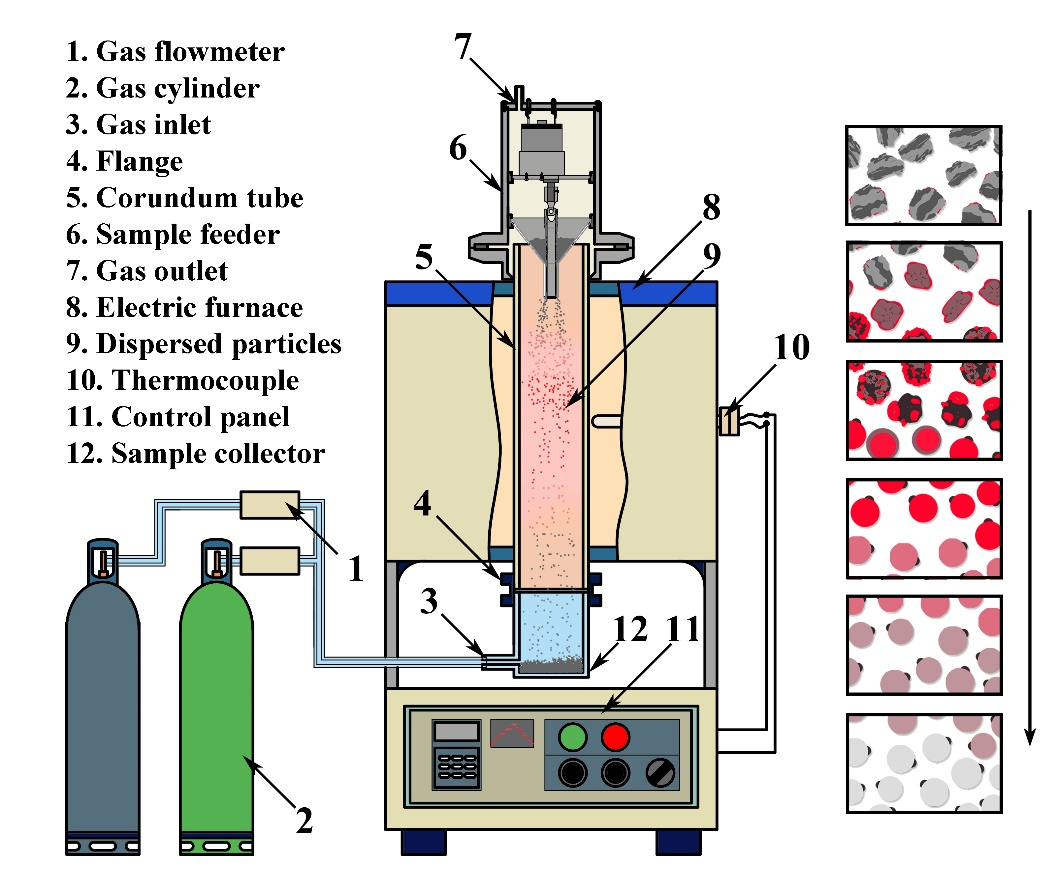 1. Gas flowmeter
2. Gas cylinder
3. Gas inlet
4. Flange
5. Corundum tube
6. Sample feeder
7. Gas outlet
8. Electric furnace
9. Dispersed particles
10. Thermocouple
11. Control panel
12. Sample collector
7
6
8
5
9
10
4
1
3
12
11
2